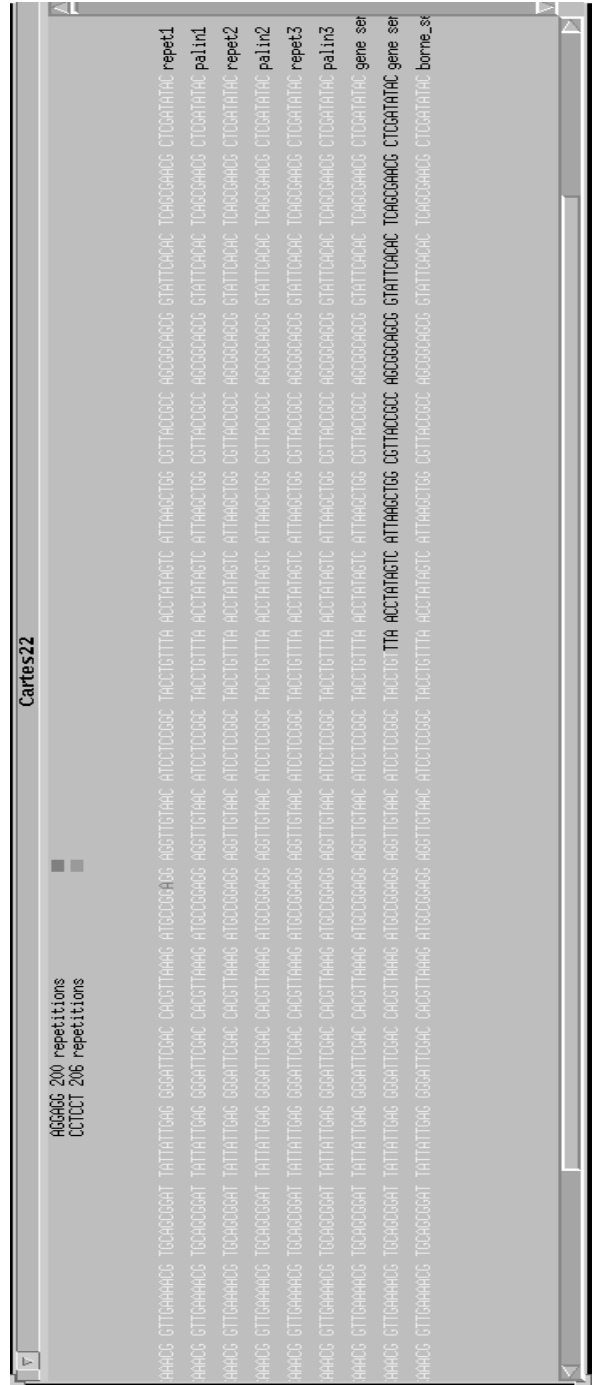 Cartes22
AGGAGG 200 repetitions
CCTCCT 206 repetitions
AAACG GTTGAAAACG TGCAGCGGAT TATTATTGAG GGGATTCGAC CACGTTAAAG ATGCCGGAGG AGGTTGTAAC ATCCTCCGGC TACCTGTTTA ACCTATAGTC ATTAAGCTGG CGTTACCGCC AGCGGCAGCG GTATTCACAC TCAGCGAACG CTCGATATAC repet1
AAACG GTTGAAAACG TGCAGCGGAT TATTATTGAG GGGATTCGAC CACGTTAAAG ATGCCGGAGG AGGTTGTAAC ATCCTCCGGC TACCTGTTTA ACCTATAGTC ATTAAGCTGG CGTTACCGCC AGCGGCAGCG GTATTCACAC TCAGCGAACG CTCGATATAC palin1
AAACG GTTGAAAACG TGCAGCGGAT TATTATTGAG GGGATTCGAC CACGTTAAAG ATGCCGGAGG AGGTTGTAAC ATCCTCCGGC TACCTGTTTA ACCTATAGTC ATTAAGCTGG CGTTACCGCC AGCGGCAGCG GTATTCACAC TCAGCGAACG CTCGATATAC repet2
AAACG GTTGAAAACG TGCAGCGGAT TATTATTGAG GGGATTCGAC CACGTTAAAG ATGCCGGAGG AGGTTGTAAC ATCCTCCGGC TACCTGTTTA ACCTATAGTC ATTAAGCTGG CGTTACCGCC AGCGGCAGCG GTATTCACAC TCAGCGAACG CTCGATATAC palin2
AAACG GTTGAAAACG TGCAGCGGAT TATTATTGAG GGGATTCGAC CACGTTAAAG ATGCCGGAGG AGGTTGTAAC ATCCTCCGGC TACCTGTTTA ACCTATAGTC ATTAAGCTGG CGTTACCGCC AGCGGCAGCG GTATTCACAC TCAGCGAACG CTCGATATAC repet3
AAACG GTTGAAAACG TGCAGCGGAT TATTATTGAG GGGATTCGAC CACGTTAAAG ATGCCGGAGG AGGTTGTAAC ATCCTCCGGC TACCTGTTTA ACCTATAGTC ATTAAGCTGG CGTTACCGCC AGCGGCAGCG GTATTCACAC TCAGCGAACG CTCGATATAC palin3
AAACG GTTGAAAACG TGCAGCGGAT TATTATTGAG GGGATTCGAC CACGTTAAAG ATGCCGGAGG AGGTTGTAAC ATCCTCCGGC TACCTGTTTA ACCTATAGTC ATTAAGCTGG CGTTACCGCC AGCGGCAGCG GTATTCACAC TCAGCGAACG CTCGATATAC gene ser
AAACG GTTGAAAACG TGCAGCGGAT TATTATTGAG GGGATTCGAC CACGTTAAAG ATGCCGGAGG AGGTTGTAAC ATCCTCCGGC TACCTGTTTA ACCTATAGTC ATTAAGCTGG CGTTACCGCC AGCGGCAGCG GTATTCACAC TCAGCGAACG CTCGATATAC gene ser
AAACG GTTGAAAACG TGCAGCGGAT TATTATTGAG GGGATTCGAC CACGTTAAAG ATGCCGGAGG AGGTTGTAAC ATCCTCCGGC TACCTGTTTA ACCTATAGTC ATTAAGCTGG CGTTACCGCC AGCGGCAGCG GTATTCACAC TCAGCGAACG CTCGATATAC borne_se